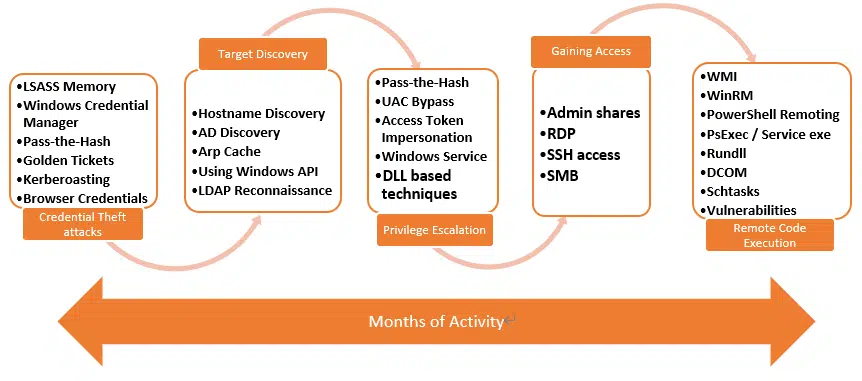 •LSASS Memory
•Windows Credential
Manager
•Pass-the-Hash
•Golden Tickets
•Kerberoasting
•Browser Credentials
Credential Theft
attacks
Target Discovery
•Hostname Discovery
•AD Discovery
•Arp Cache
•Using Windows API
•LDAP Reconnaissance
•Pass-the-Hash
•UAC Bypass
•Access Token
Impersonation
•Windows Service
•DLL based
techniques
Privilege Escalation
Gaining Access
•Admin shares
•RDP
•SSH access
•SMB
•WMI
•WinRM
•PowerShell Remoting
•PsExec / Service exe
•Rundll
•DCOM
•Schtasks
•Vulnerabilities
Remote Code
Execution
Months of Activity↵